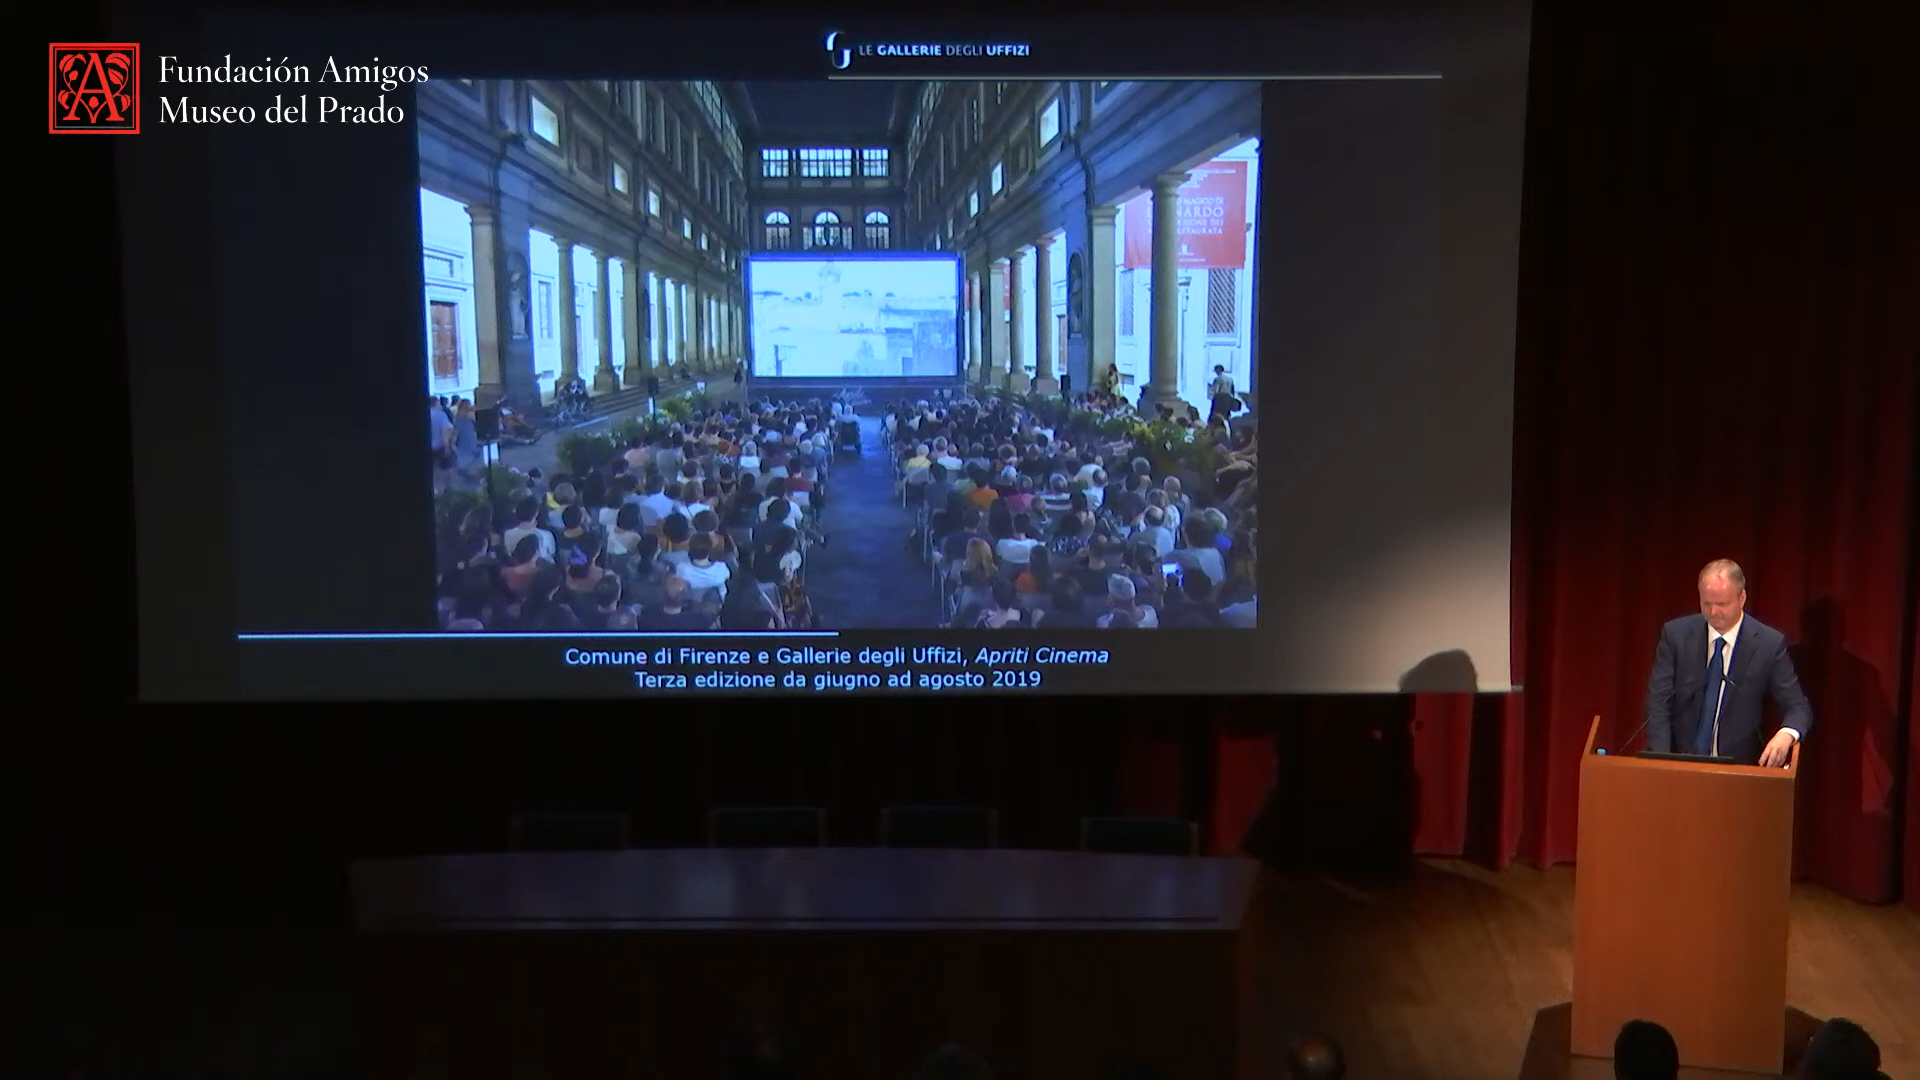 Fundación Amigos
Museo del Prado
LE GALLERIE DEGLI UFFIZI
NARDO
Comune di Firenze e Gallerie degli Uffizi, Apriti Cinema
Terza edizione da giugno ad agosto 2019